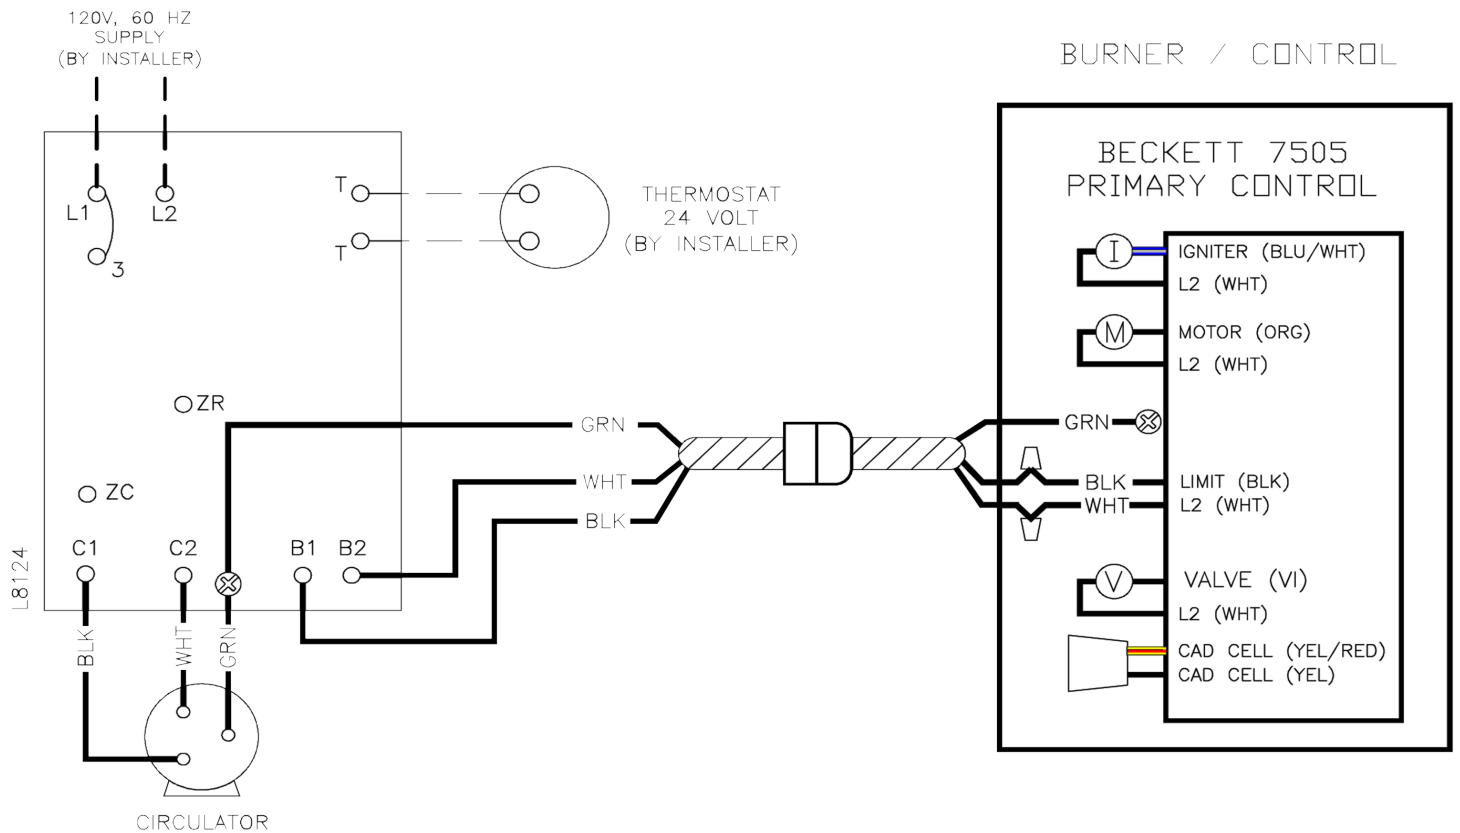 120V, 60 HZ
SUPPLY
(BY INSTALLER)
BURNER / CONTROL
BECKETT 7505
PRIMARY CONTROL
L1
L2
3
T
T
THERMOSTAT
24 VOLT
(BY INSTALLER)
I
IGNITER (BLU/WHT)
L2 (WHT)
M
MOTOR (ORG)
L2 (WHT)
ZR
GRN
GRN
ZC
WHT
BLK
LIMIT (BLK)
BLK
WHT
L2 (WHT)
C1
C2
B1
B2
L8124
V
VALVE (VI)
L2 (WHT)
BLK
WHT
GRN
CAD CELL (YEL/RED)
CAD CELL (YEL)
CIRCULATOR